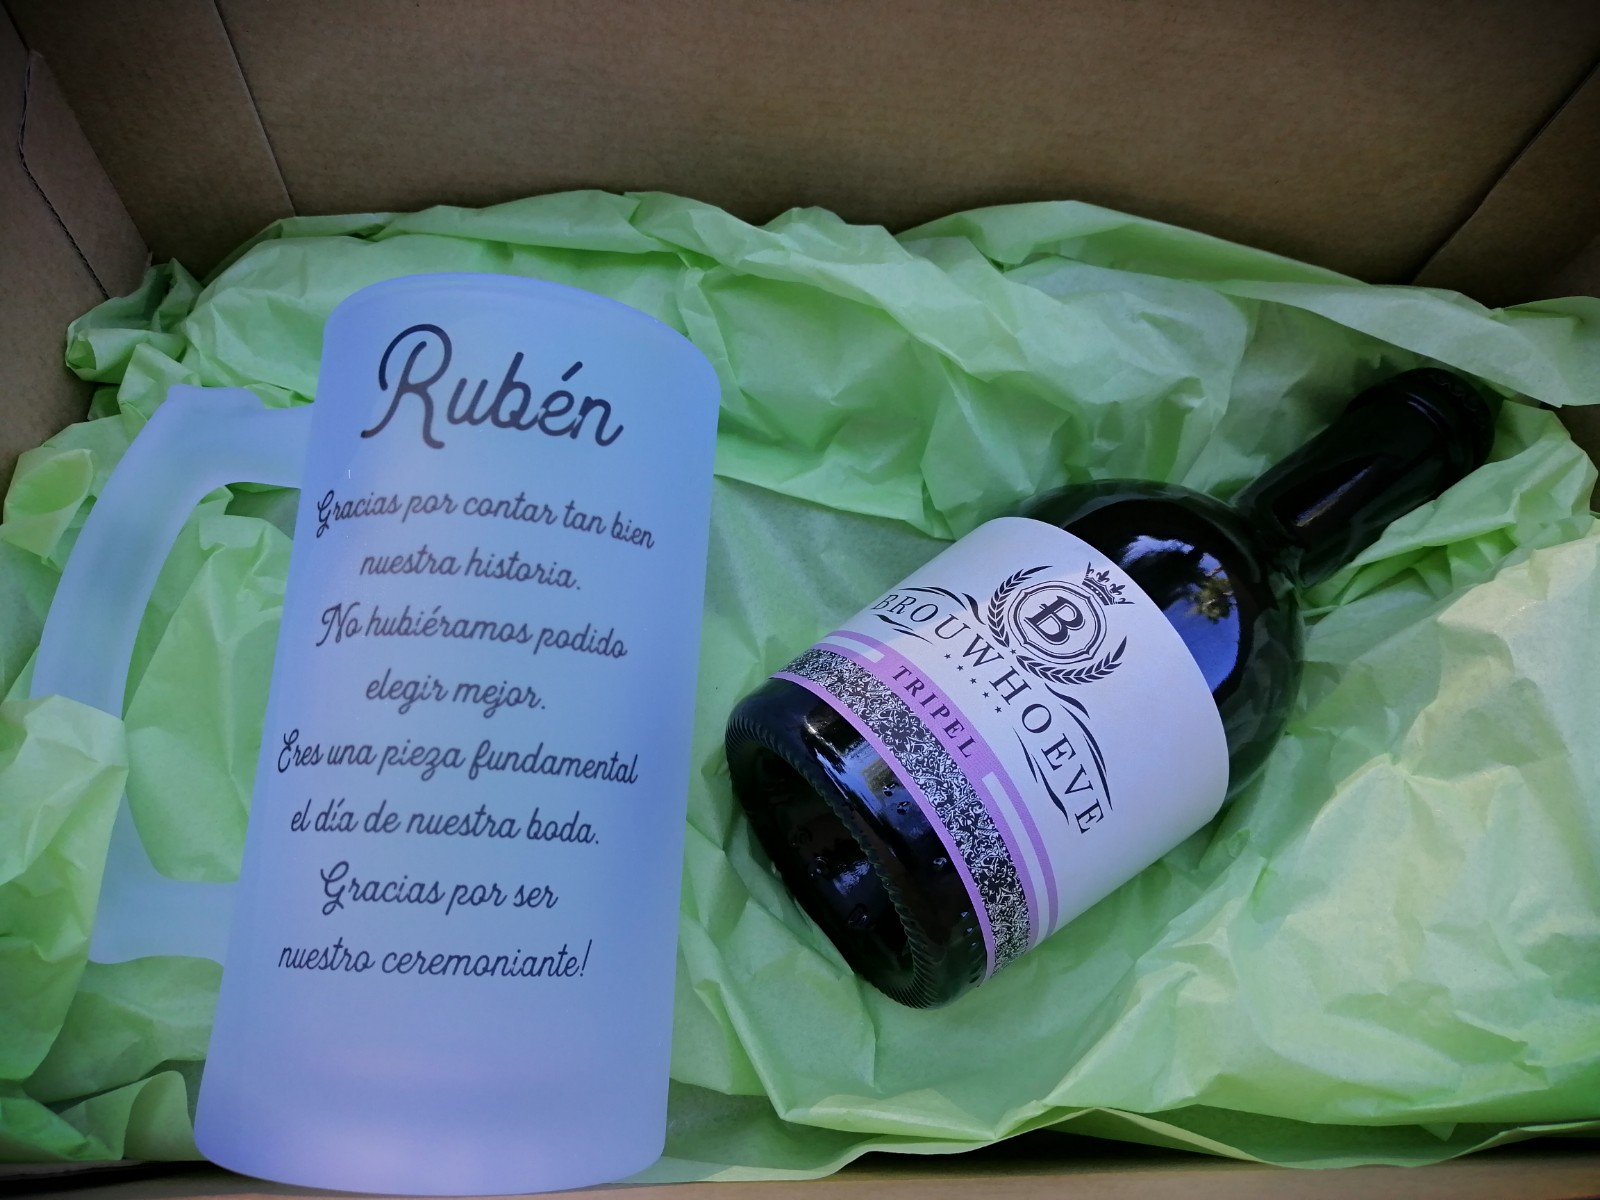 Rubén
Gracias por contar tan bien
nuestra historia.
No hubiéramos podido
elegir mejor.
Eres una pieza fundamental
el día de nuestra boda.
Gracias por ser
nuestro ceremoniante!
B
BROUWHOEVE
TRIPEL